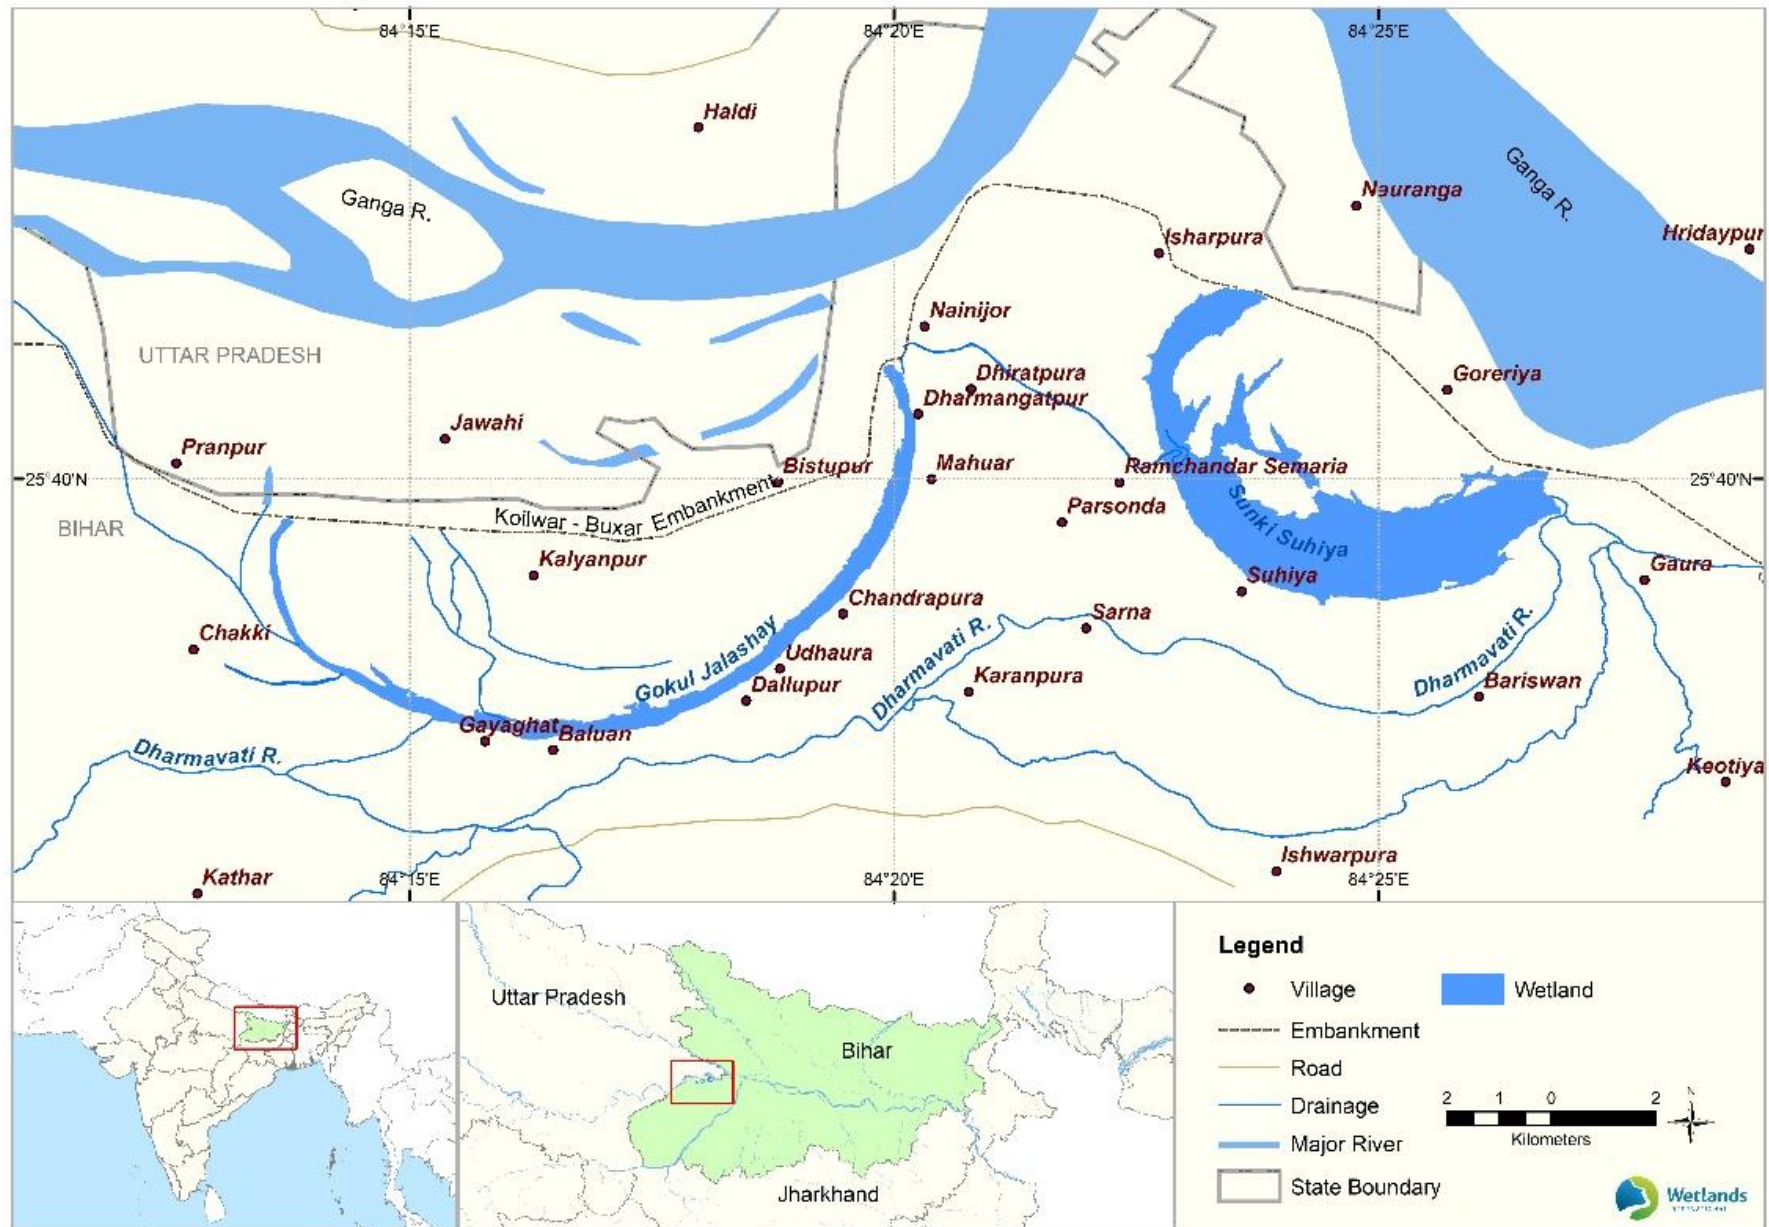 84°15'E
84°20'E
84°25'E
Haldi
Ganga R.
Ganga R.
Nauranga
Hridaypur
Isharpura
Nainijor
UTTAR PRADESH
Dhiratpura
Goreriya
Dharmangatpur
Jawahi
Pranpur
Bistupur
Mahuar
Ramchandar Semaria
25°40'N
25°40'N
Parsonda
Sunki Suhiya
BIHAR
Koilwar - Buxar Embankment
Kalyanpur
Gaura
Suhiya
Chandrapura
Sarna
Chakki
Dharmavati R.
Udhaura
Gokul Jalashay
Dallupur
Karanpura
Dharmavati R.
Bariswan
Gayaghat
Baluan
Dharmavati R.
Keotiya
Ishwarpura
Kathar
84°15'E
84°20'E
84°25'E
Uttar Pradesh
Bihar
Jharkhand
Legend
Village
Wetland
Embankment
Road
Drainage
Major River
State Boundary
2 1 0 2
Kilometers
N
Wetlands
INTERNATIONAL